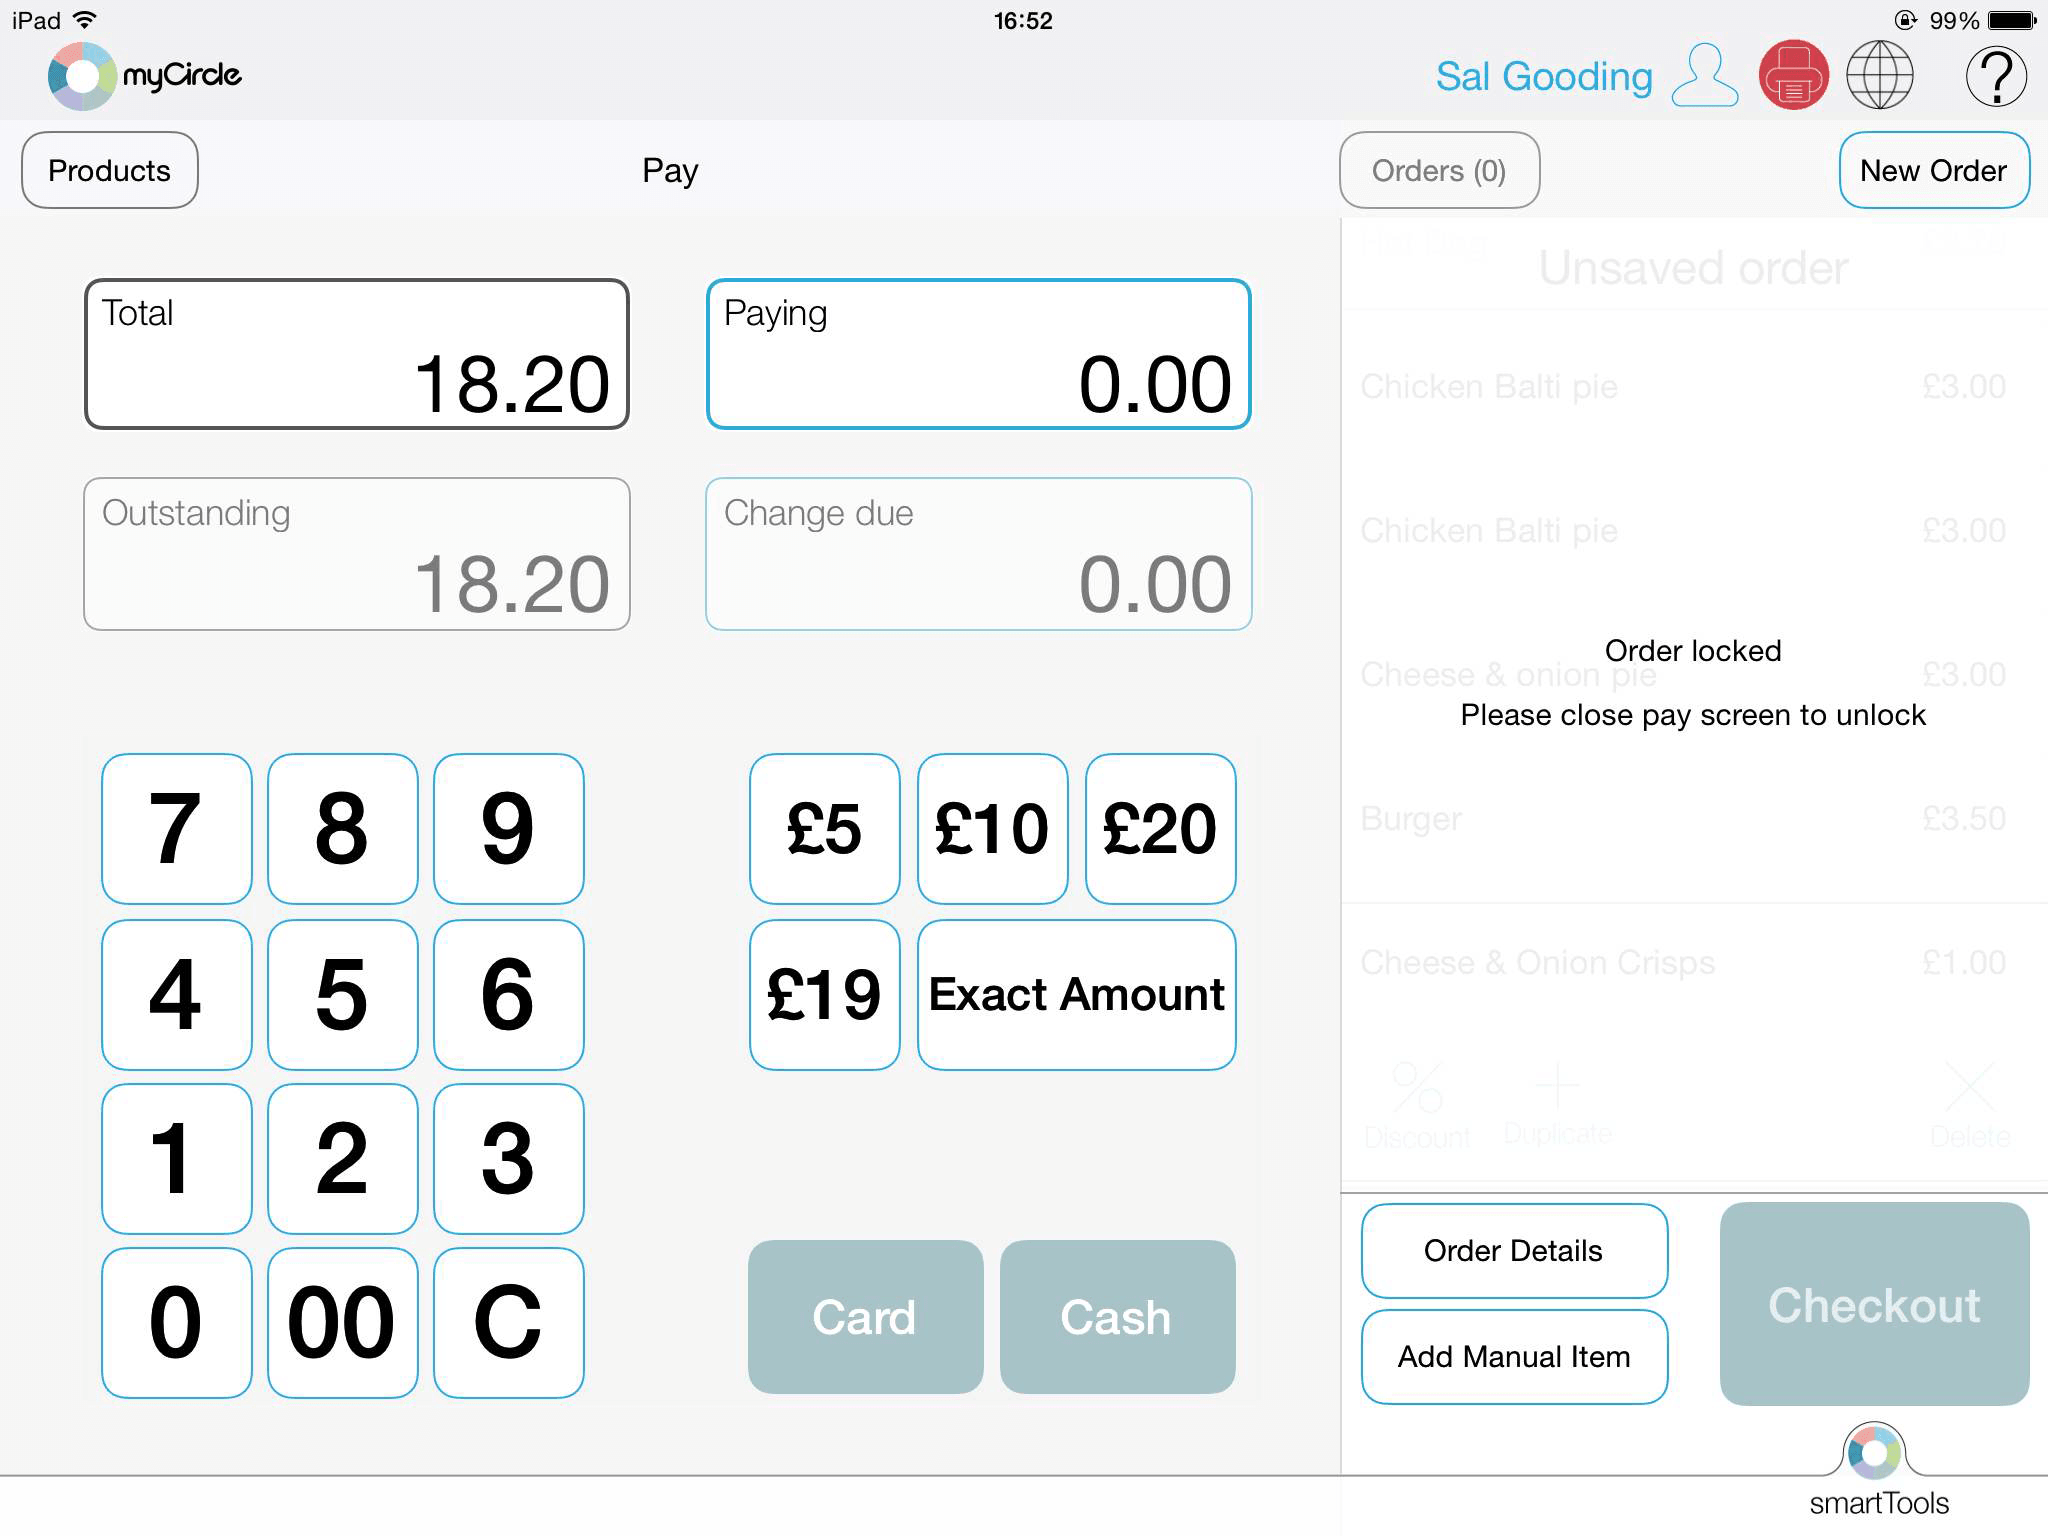 iPad
16:52
99%
myCircle
Sal Gooding
?
Products
Pay
Orders (0)
New Order
Total
18.20
Paying
0.00
Outstanding
18.20
Change due
0.00
7 8 9
4 5 6
1 2 3
0 00 C
£5 £10 £20
£19 Exact Amount
Card Cash
Hot Dog
Unsaved order
Chicken Balti pie £3.00
Chicken Balti pie £3.00
Order locked
Cheese & onion pie £3.00
Please close pay screen to unlock
Burger £3.50
Cheese & Onion Crisps £1.00
Discount Duplicate Delete
Order Details
Add Manual Item
Checkout
smartTools